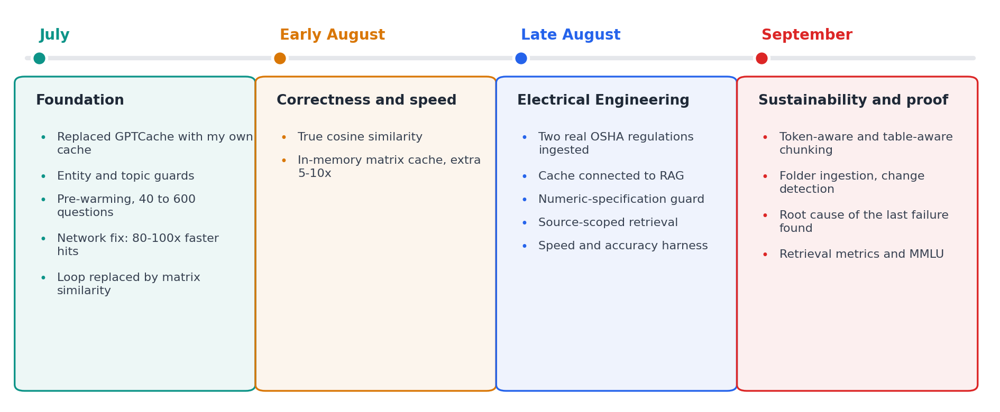 July
Early August
Late August
September
Foundation
• Replaced GPTCache with my own
cache
• Entity and topic guards
• Pre-warming, 40 to 600
questions
• Network fix: 80-100x faster
hits
• Loop replaced by matrix
similarity
Correctness and speed
• True cosine similarity
• In-memory matrix cache, extra
5-10x
Electrical Engineering
• Two real OSHA regulations
ingested
• Cache connected to RAG
• Numeric-specification guard
• Source-scoped retrieval
• Speed and accuracy harness
Sustainability and proof
• Token-aware and table-aware
chunking
• Folder ingestion, change
detection
• Root cause of the last failure
found
• Retrieval metrics and MMLU